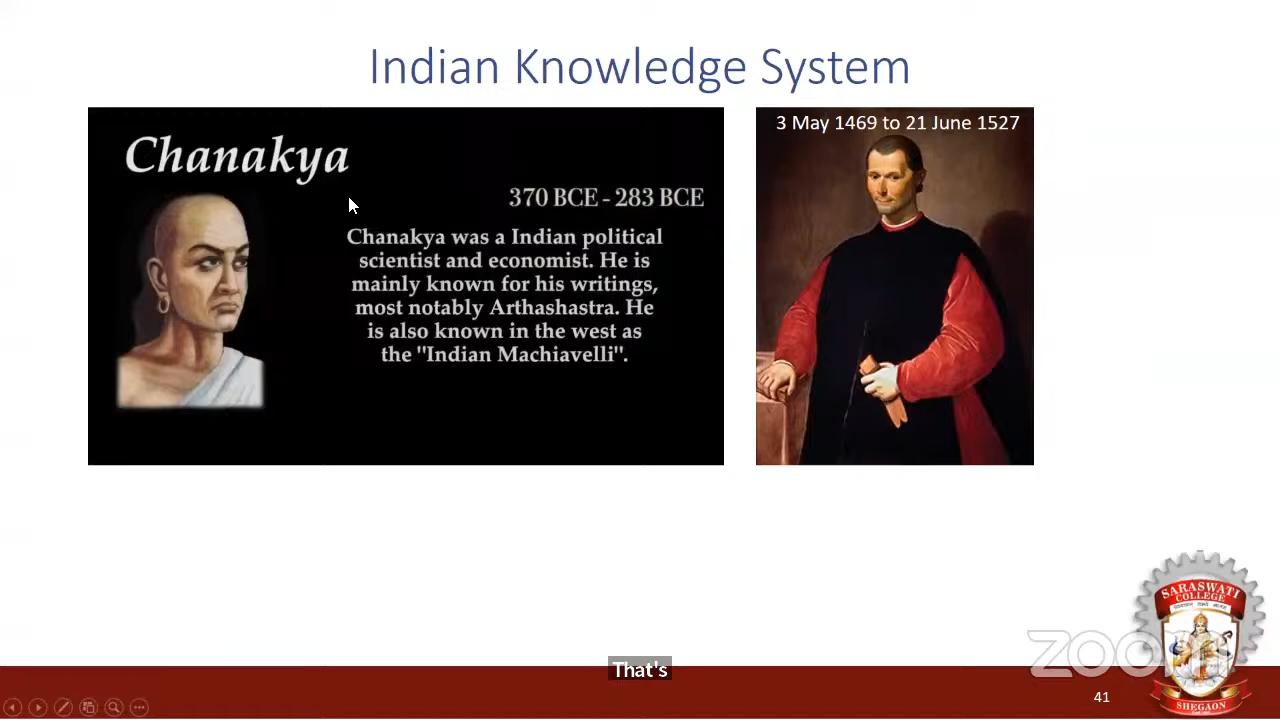 Indian Knowledge System
Chanakya
370 BCE - 283 BCE
Chanakya was a Indian political
scientist and economist. He is
mainly known for his writings,
most notably Arthashastra. He
is also known in the west as
the "Indian Machiavelli".
3 May 1469 to 21 June 1527
SARASWATI
COLLEGE
SHEGAON
zoom
That's
41